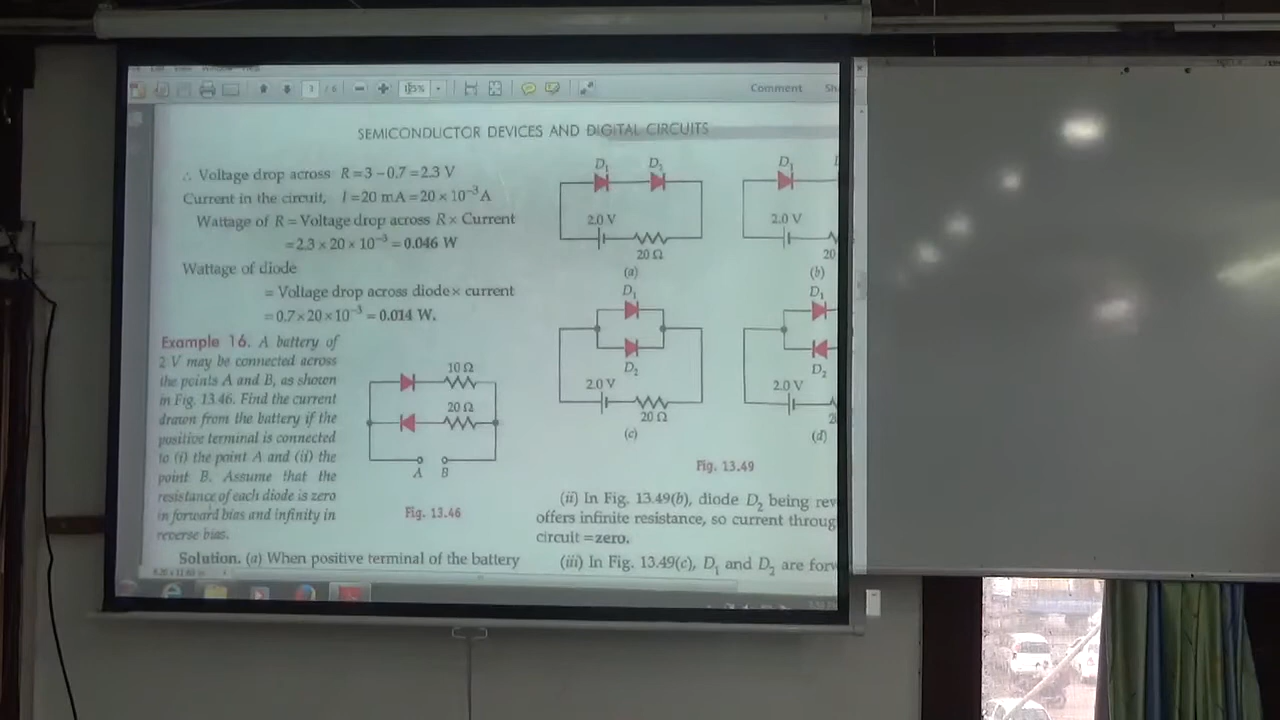 3 / 6
125%
Comment
Sh
SEMICONDUCTOR DEVICES AND DIGITAL CIRCUITS
∴ Voltage drop across R = 3 – 0.7 = 2.3 V
Current in the circuit, I = 20 mA = 20 × 10⁻³ A
Wattage of R = Voltage drop across R × Current
= 2.3 × 20 × 10⁻³ = 0.046 W
Wattage of diode
= Voltage drop across diode × current
= 0.7 × 20 × 10⁻³ = 0.014 W.
Example 16. A battery of
2 V may be connected across
the points A and B, as shown
in Fig. 13.46. Find the current
drawn from the battery if the
positive terminal is connected
to (i) the point A and (ii) the
point B. Assume that the
resistance of each diode is zero
in forward bias and infinity in
reverse bias.
10 Ω
20 Ω
A B
Fig. 13.46
Solution. (a) When positive terminal of the battery
D₁ D₂
2.0 V
20 Ω
(a)
D₁
2.0 V
20
(b)
D₁
D₂
2.0 V
20 Ω
(c)
D₁
D₂
2.0 V
(d)
Fig. 13.49
(ii) In Fig. 13.49(b), diode D₂ being rev
offers infinite resistance, so current throug
circuit = zero.
(iii) In Fig. 13.49(c), D₁ and D₂ are forw